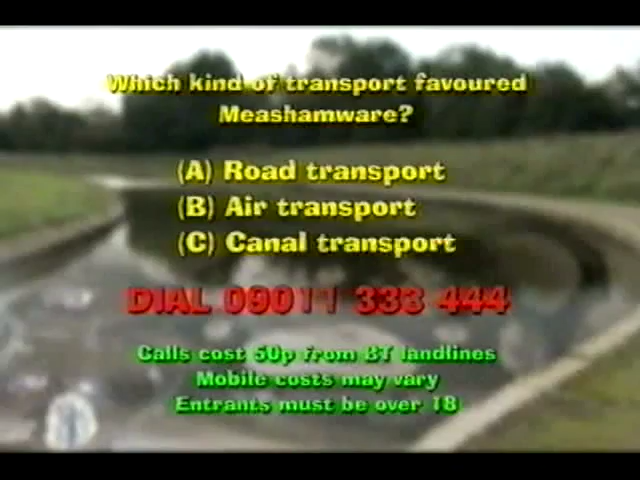 Which kind of transport favoured
Meashamware?
(A) Road transport
(B) Air transport
(C) Canal transport
DIAL 09011 333 444
Calls cost 50p from BT landlines
Mobile costs may vary
Entrants must be over 18